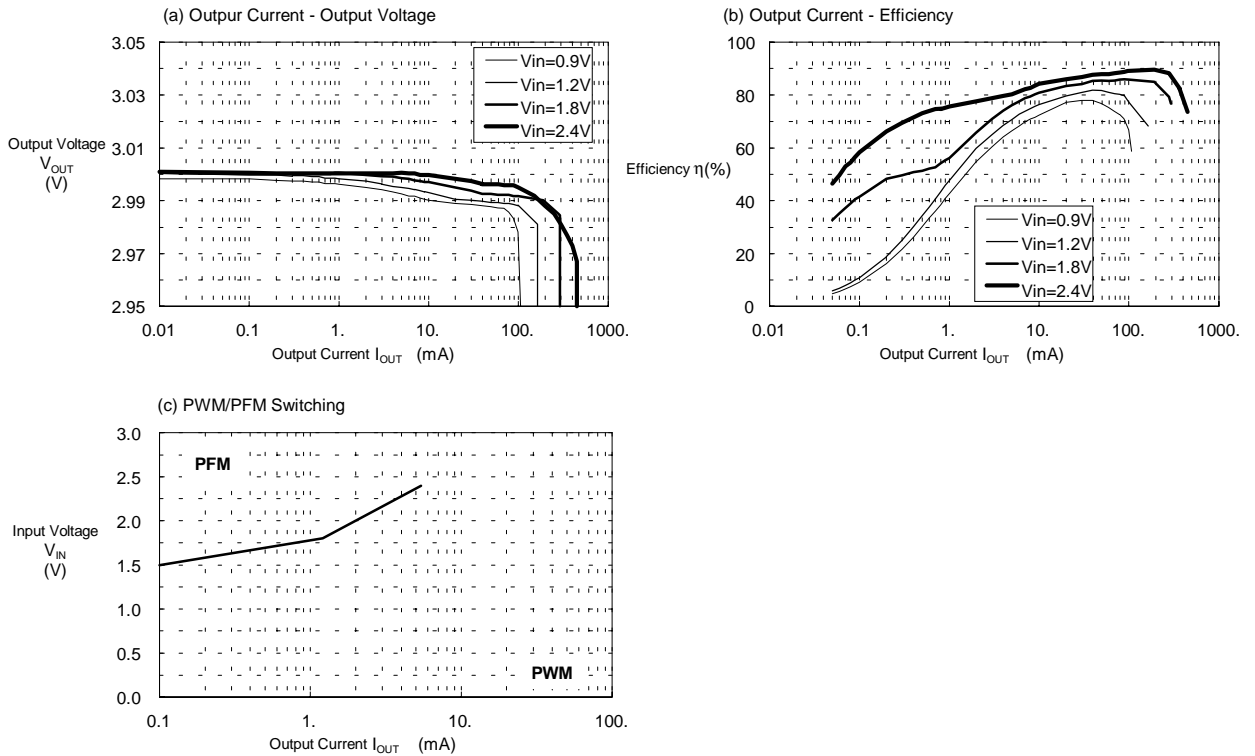 (a) Outpur Current - Output Voltage
3.05
3.03
3.01
2.99
2.97
2.95
Output Voltage
VOUT
(V)
Vin=0.9V
Vin=1.2V
Vin=1.8V
Vin=2.4V
0.01 0.1 1. 10. 100. 1000.
Output Current IOUT (mA)
(b) Output Current - Efficiency
100
80
60
40
20
0
Efficiency η(%)
Vin=0.9V
Vin=1.2V
Vin=1.8V
Vin=2.4V
0.01 0.1 1. 10. 100. 1000.
Output Current IOUT (mA)
(c) PWM/PFM Switching
3.0
2.5
2.0
1.5
1.0
0.5
0.0
Input Voltage
VIN
(V)
PFM
PWM
0.1 1. 10. 100.
Output Current IOUT (mA)